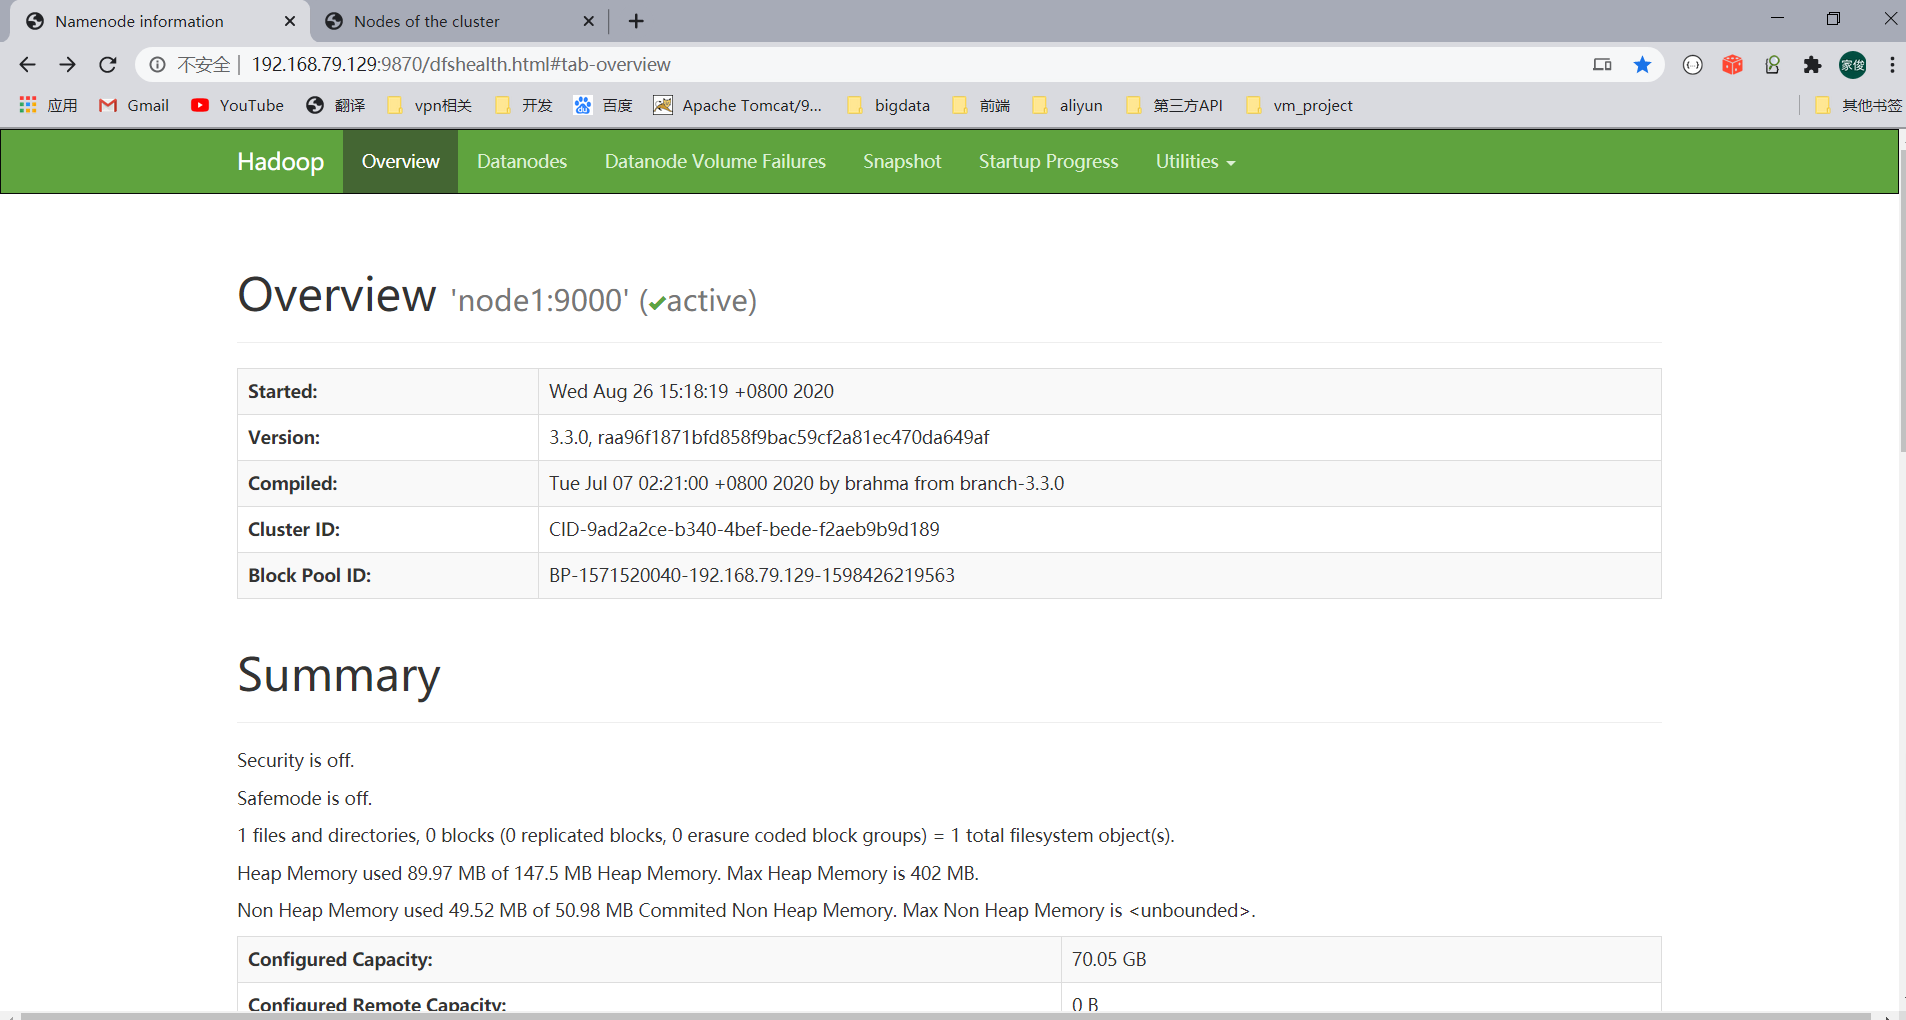 Namenode information
Nodes of the cluster
不安全 | 192.168.79.129:9870/dfshealth.html#tab-overview
家俊
应用 Gmail YouTube 翻译 vpn相关 开发 百度 Apache Tomcat/9... bigdata 前端 aliyun 第三方API vm_project 其他书签
Hadoop Overview Datanodes Datanode Volume Failures Snapshot Startup Progress Utilities
Overview 'node1:9000' (✔active)
Started: Wed Aug 26 15:18:19 +0800 2020
Version: 3.3.0, raa96f1871bfd858f9bac59cf2a81ec470da649af
Compiled: Tue Jul 07 02:21:00 +0800 2020 by brahma from branch-3.3.0
Cluster ID: CID-9ad2a2ce-b340-4bef-bede-f2aeb9b9d189
Block Pool ID: BP-1571520040-192.168.79.129-1598426219563
Summary
Security is off.
Safemode is off.
1 files and directories, 0 blocks (0 replicated blocks, 0 erasure coded block groups) = 1 total filesystem object(s).
Heap Memory used 89.97 MB of 147.5 MB Heap Memory. Max Heap Memory is 402 MB.
Non Heap Memory used 49.52 MB of 50.98 MB Commited Non Heap Memory. Max Non Heap Memory is <unbounded>.
Configured Capacity: 70.05 GB
Configured Remote Capacity: 0 B